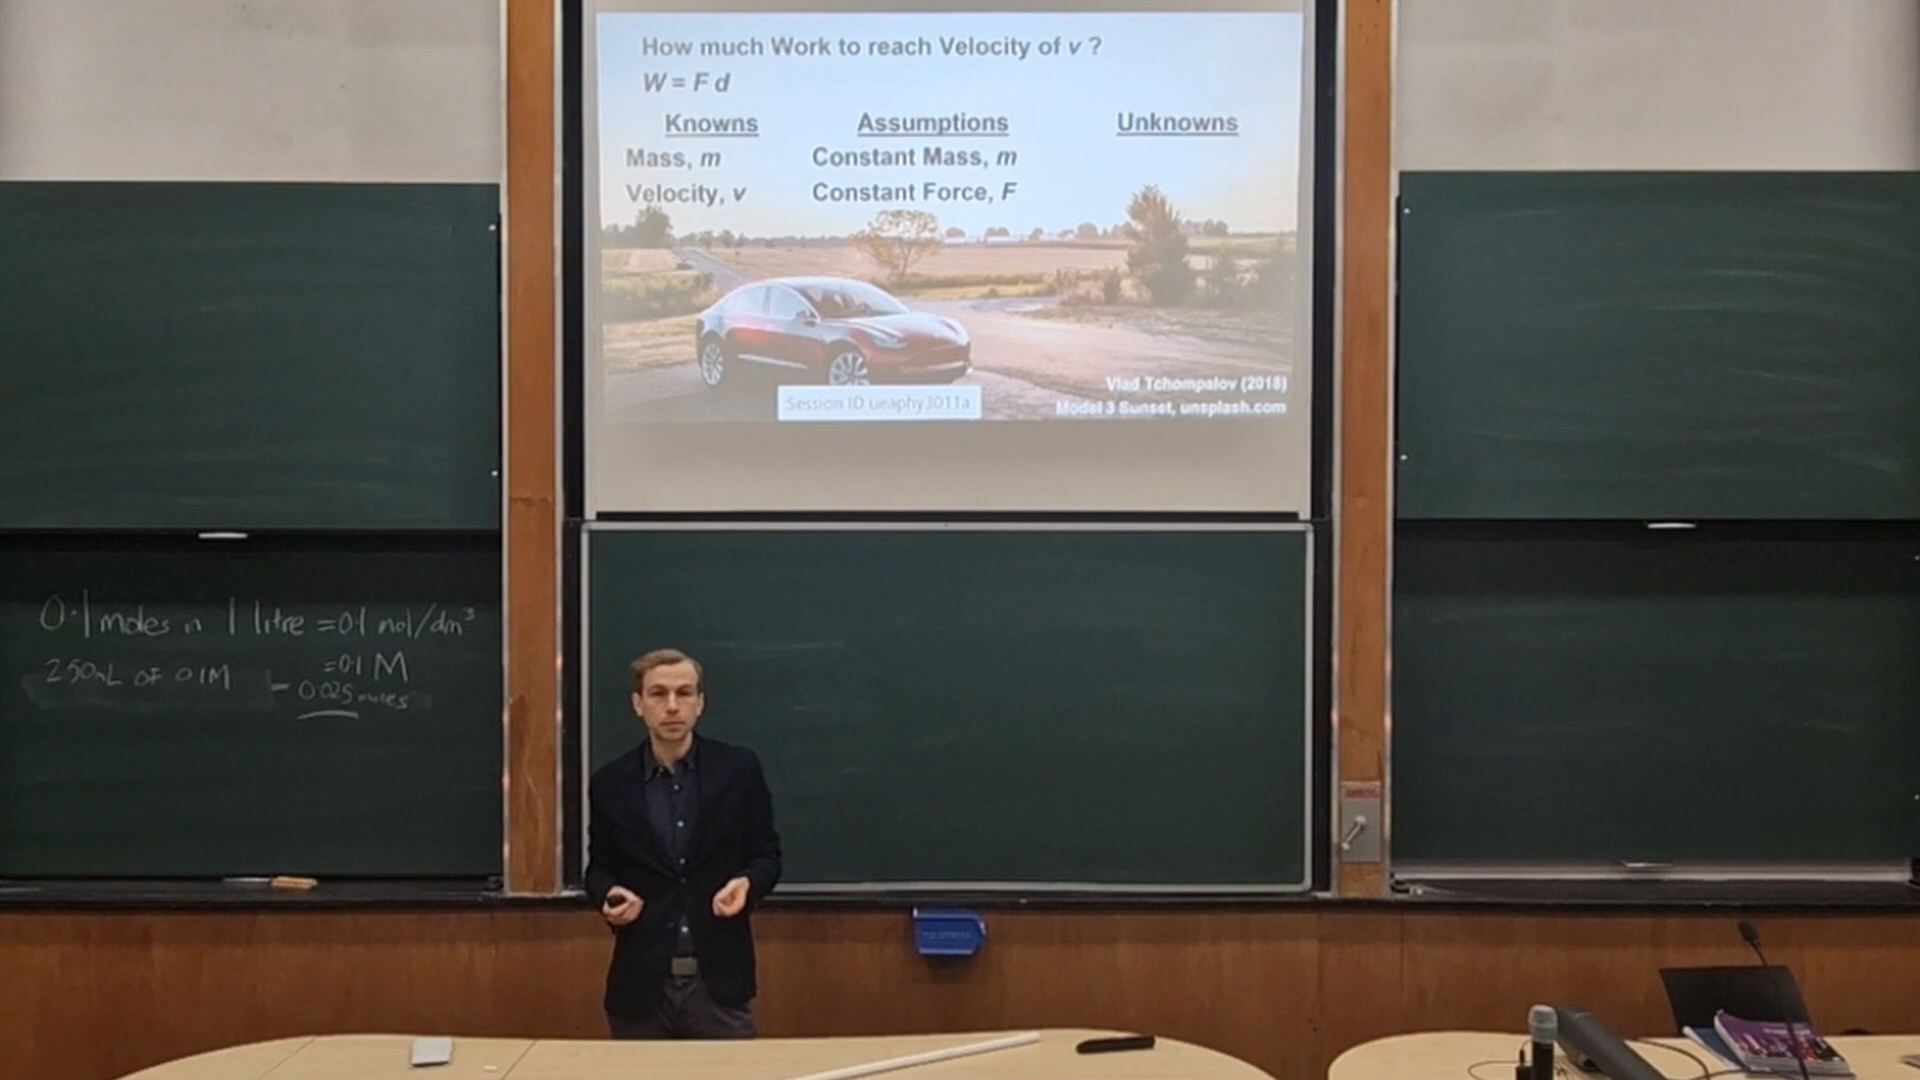 How much Work to reach Velocity of v ?
W = F d
Knowns Assumptions Unknowns
Mass, m Constant Mass, m
Velocity, v Constant Force, F
Vlad Tchompalov (2018)
Session ID ueaphy3011a
Model 3 Sunset, unsplash.com
0.1 moles in 1 litre = 0.1 mol/dm³
= 0.1 M
250mL OF 0.1M = 0.025 moles